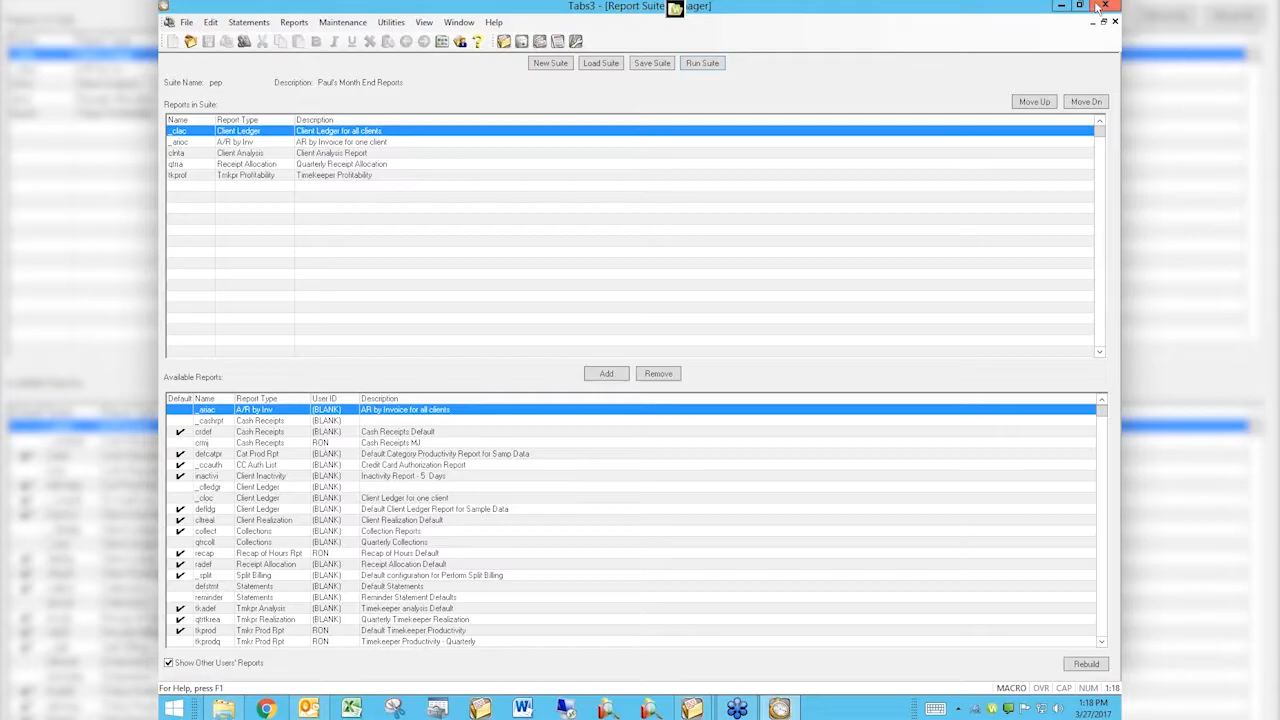 Tabs3 - [Report Suite ager]
File Edit Statements Reports Maintenance Utilities View Window Help
New Suite Load Suite Save Suite Run Suite
Suite Name: pep Description: Paul's Month End Reports
Reports in Suite: Move Up Move Dn
Name Report Type Description
_clac Client Ledger Client Ledger for all clients
_arioc A/R by Inv AR by Invoice for one client
clnta Client Analysis Client Analysis Report
qtra Receipt Allocation Quarterly Receipt Allocation
tkprof Tmkpr Profitability Timekeeper Profitability
Available Reports: Add Remove
Default Name Report Type User ID Description
_ariac A/R by Inv (BLANK) AR by Invoice for all clients
_cashrpt Cash Receipts (BLANK)
crdef Cash Receipts (BLANK) Cash Receipts Default
crmj Cash Receipts RON Cash Receipts MJ
defcatpr Cat Prod Rpt (BLANK) Default Category Productivity Report for Samp Data
_ccauth CC Auth List (BLANK) Credit Card Authorization Report
inactivi Client Inactivity (BLANK) Inactivity Report - 5 Days
_clledgr Client Ledger (BLANK)
_cloc Client Ledger (BLANK) Client Ledger for one client
defldg Client Ledger (BLANK) Default Client Ledger Report for Sample Data
cltreal Client Realization (BLANK) Client Realization Default
collect Collections (BLANK) Collection Reports
qtrcoll Collections (BLANK) Quarterly Collections
recap Recap of Hours Rpt RON Recap of Hours Default
radef Receipt Allocation (BLANK) Receipt Allocation Default
_split Split Billing (BLANK) Default configuration for Perform Split Billing
defstmt Statements (BLANK) Default Statements
reminder Statements (BLANK) Reminder Statement Defaults
tkadef Tmkpr Analysis (BLANK) Timekeeper analysis Default
qtrtkrea Tmkpr Realization (BLANK) Quarterly Timekeeper Realization
tkprod Tmkr Prod Rpt RON Default Timekeeper Productivity
tkprodq Tmkr Prod Rpt RON Timekeeper Productivity - Quarterly
Show Other Users' Reports Rebuild
For Help, press F1 MACRO OVR CAP NUM 1:18
1:18 PM
3/27/2017